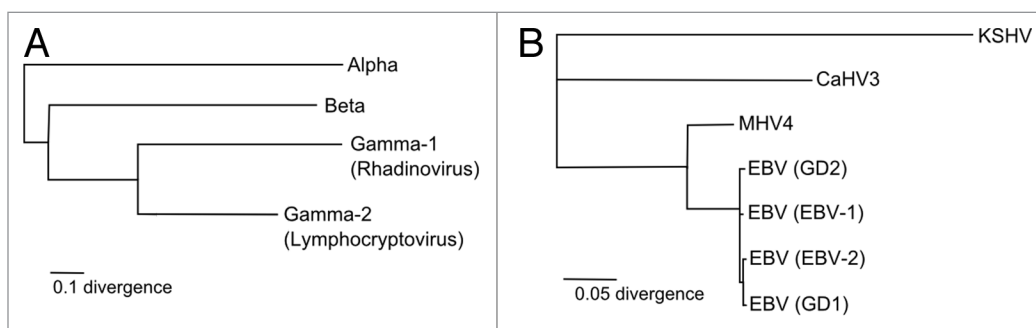 A
Alpha
Beta
Gamma-1
(Rhadinovirus)
Gamma-2
(Lymphocryptovirus)
0.1 divergence
B
KSHV
CaHV3
MHV4
EBV (GD2)
EBV (EBV-1)
EBV (EBV-2)
EBV (GD1)
0.05 divergence